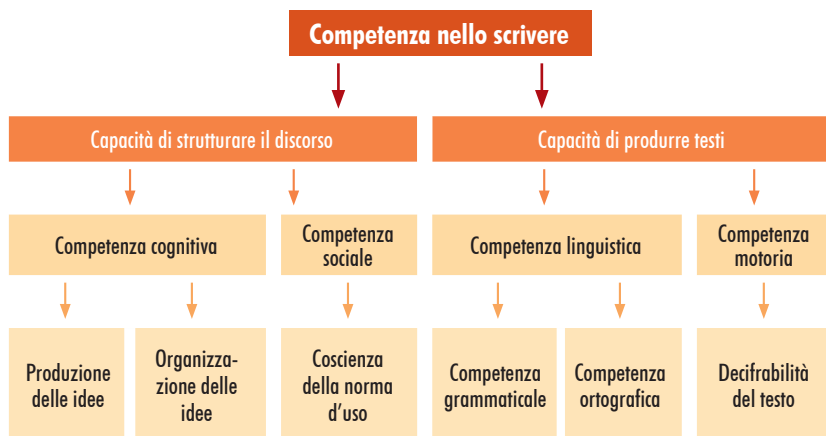 Competenza nello scrivere
Capacità di strutturare il discorso
Capacità di produrre testi
Competenza cognitiva
Competenza
sociale
Competenza linguistica
Competenza
motoria
Produzione
delle idee
Organizza-
zione delle
idee
Coscienza
della norma
d'uso
Competenza
grammaticale
Competenza
ortografica
Decifrabilità
del testo